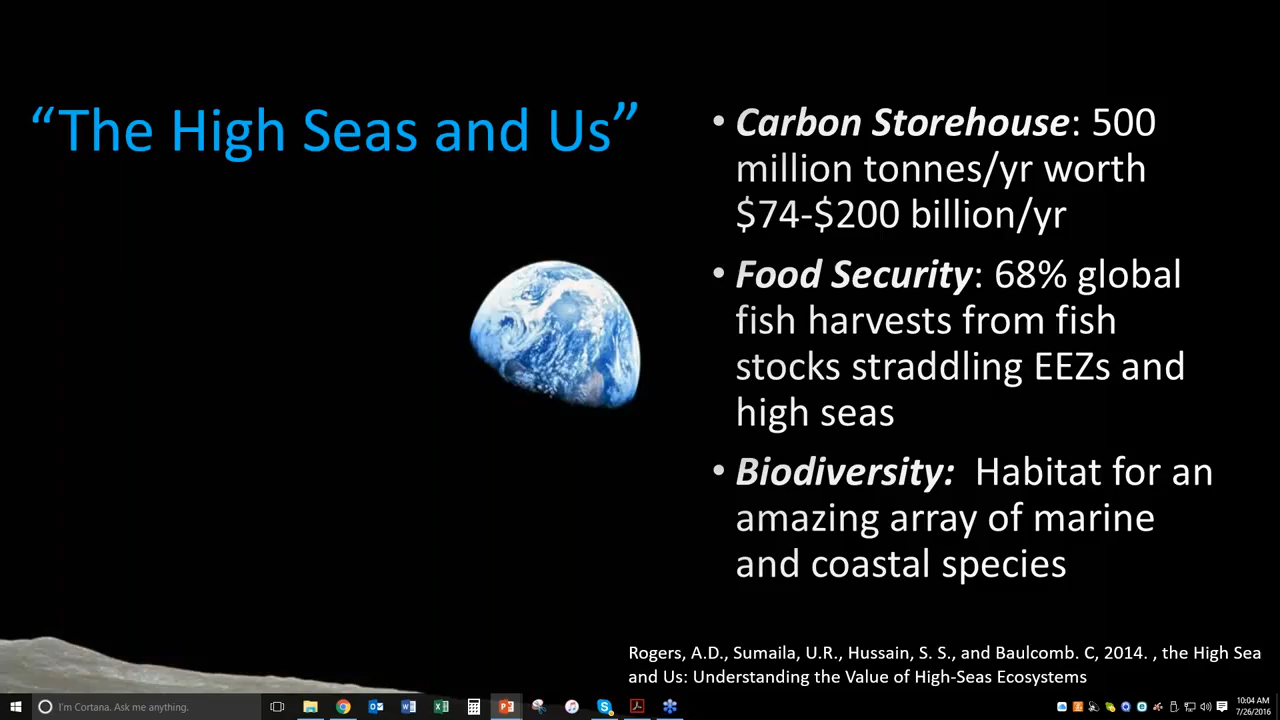 “The High Seas and Us”
• Carbon Storehouse: 500
million tonnes/yr worth
$74-$200 billion/yr
• Food Security: 68% global
fish harvests from fish
stocks straddling EEZs and
high seas
• Biodiversity:  Habitat for an
amazing array of marine
and coastal species
Rogers, A.D., Sumaila, U.R., Hussain, S. S., and Baulcomb. C, 2014. , the High Sea
and Us: Understanding the Value of High-Seas Ecosystems
I'm Cortana. Ask me anything.
10:04 AM
7/26/2016